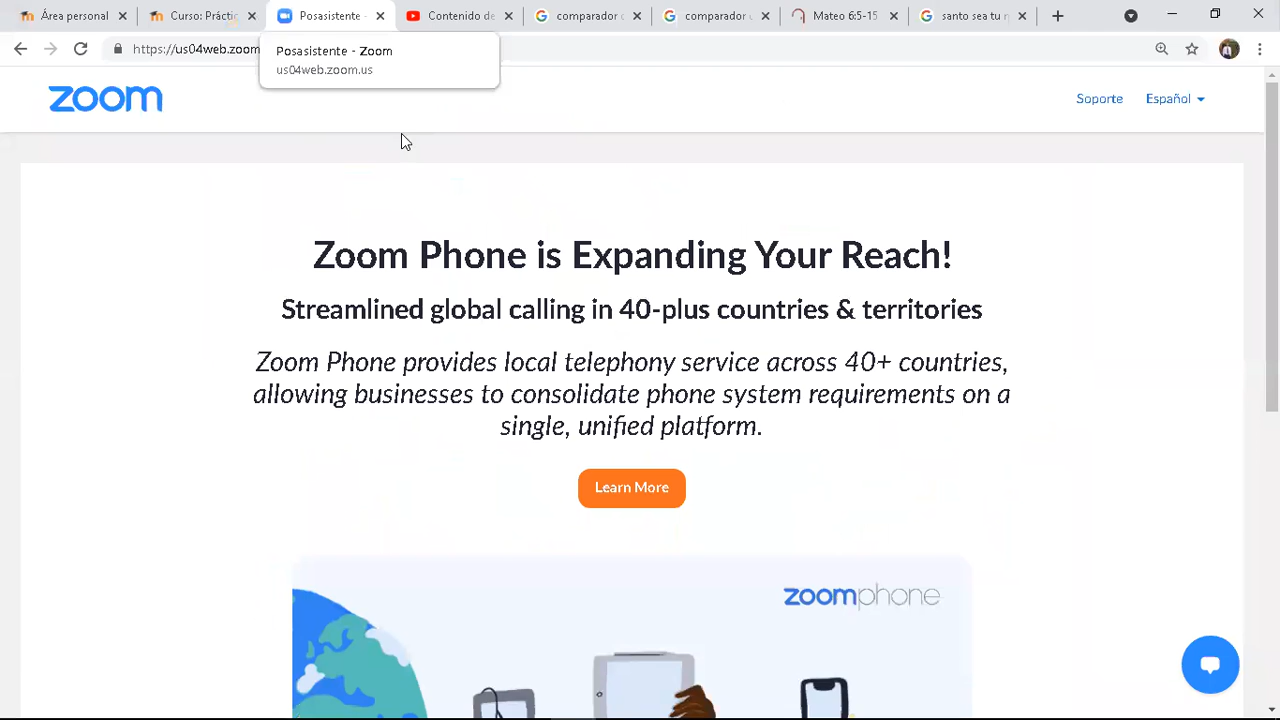 Área personal
Curso: Práctic
Posasistente -
Contenido de
comparador
comparador
Mateo 6:5-15
santo sea tu
https://us04web.zoom
Posasistente - Zoom
us04web.zoom.us
zoom
Soporte
Español
Zoom Phone is Expanding Your Reach!
Streamlined global calling in 40-plus countries & territories
Zoom Phone provides local telephony service across 40+ countries,
allowing businesses to consolidate phone system requirements on a
single, unified platform.
Learn More
zoomphone